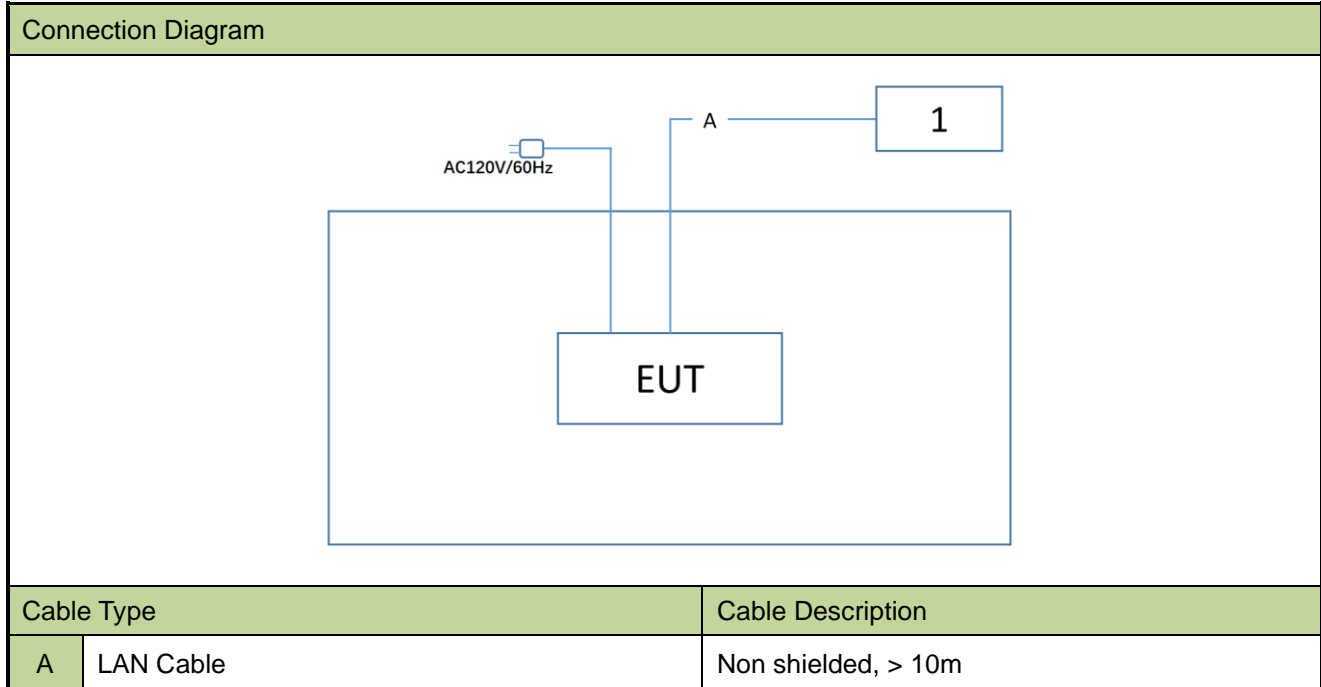 Connection Diagram
A
1
AC120V/60Hz
EUT
Cable Type Cable Description
A LAN Cable Non shielded, > 10m